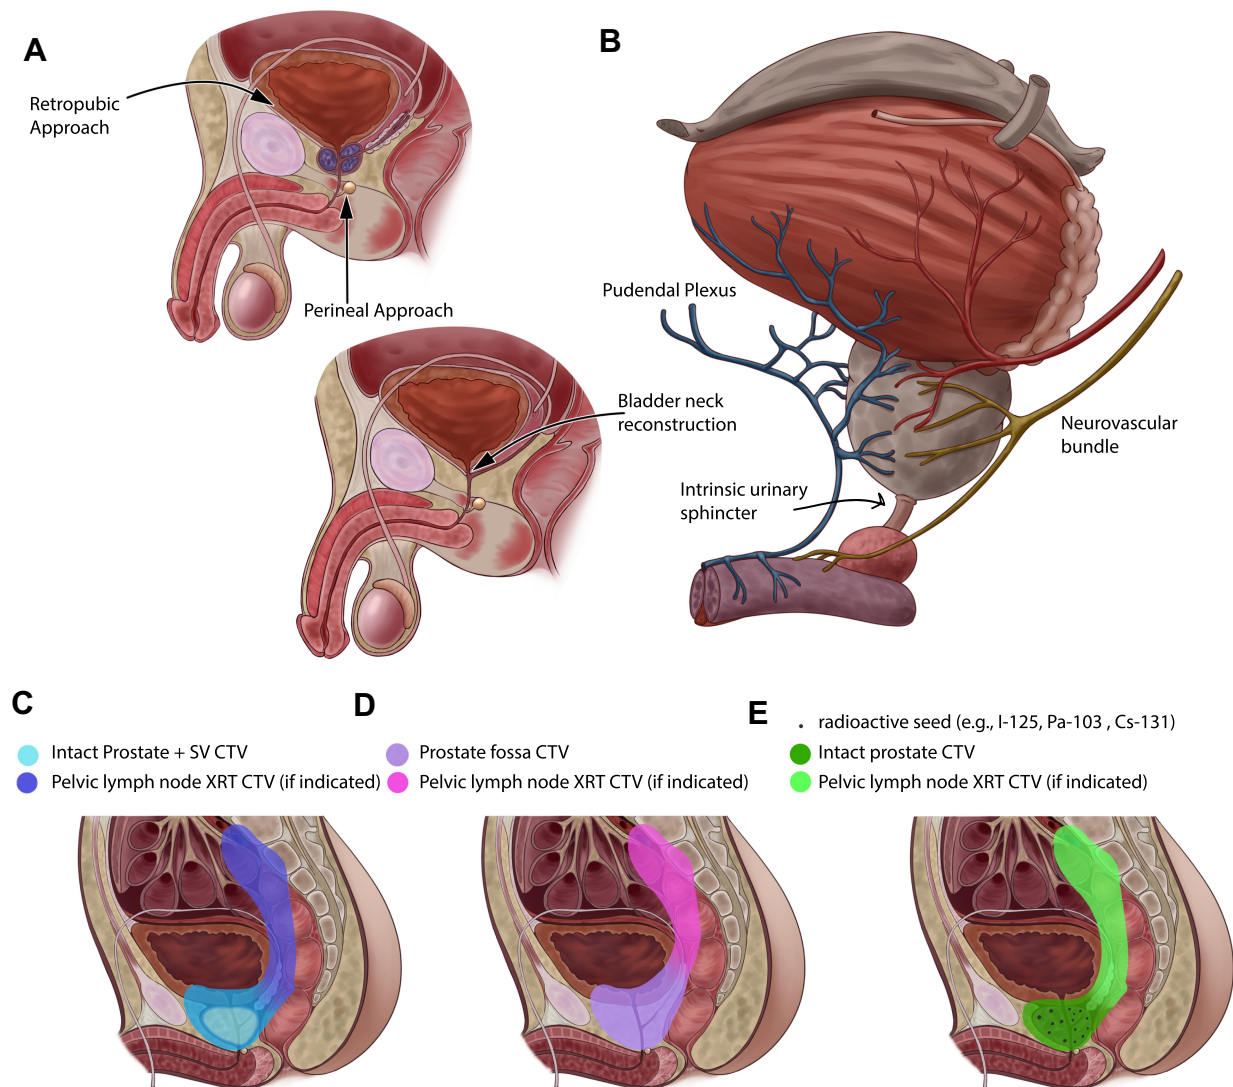 A
Retropubic
Approach
Perineal Approach
Bladder neck
reconstruction
B
Pudendal Plexus
Neurovascular
bundle
Intrinsic urinary
sphincter
C
Intact Prostate + SV CTV
Pelvic lymph node XRT CTV (if indicated)
D
Prostate fossa CTV
Pelvic lymph node XRT CTV (if indicated)
E
radioactive seed (e.g., I-125, Pa-103 , Cs-131)
Intact prostate CTV
Pelvic lymph node XRT CTV (if indicated)